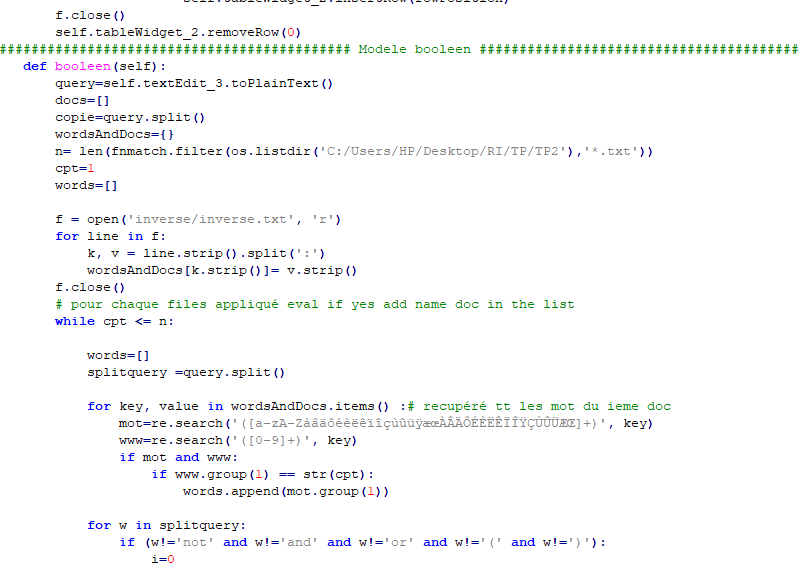 f.close()
self.tableWidget_2.removeRow(0)
############################################ Modele booleen ########################################
def booleen(self):
query=self.textEdit_3.toPlainText()
docs=[]
copie=query.split()
wordsAndDocs={}
n= len(fnmatch.filter(os.listdir('C:/Users/HP/Desktop/RI/TP/TP2'),'*.txt'))
cpt=1
words=[]
f = open('inverse/inverse.txt', 'r')
for line in f:
k, v = line.strip().split(':')
wordsAndDocs[k.strip()]= v.strip()
f.close()
# pour chaque files appliqué eval if yes add name doc in the list
while cpt <= n:
words=[]
splitquery =query.split()
for key, value in wordsAndDocs.items() :# recupéré tt les mot du ieme doc
mot=re.search('([a-zA-ZàâäôéèëêïîçùûüÿæœÀÂÄÔÉÈËÊÏÎŸÇÙÛÜÆŒ]+)', key)
www=re.search('([0-9]+)', key)
if mot and www:
if www.group(1) == str(cpt):
words.append(mot.group(1))
for w in splitquery:
if (w!='not' and w!='and' and w!='or' and w!='(' and w!=')'):
i=0